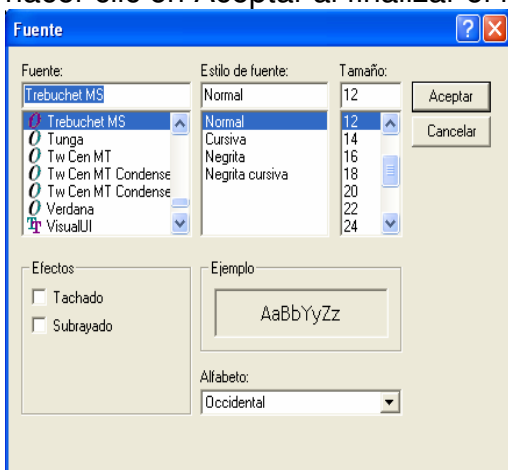 hacer clic en Aceptar al finalizar
Fuente
Fuente:
Trebuchet MS
Trebuchet MS
Tunga
Tw Cen MT
Tw Cen MT Condense
Tw Cen MT Condense
Verdana
VisualUI
Estilo de fuente:
Normal
Normal
Cursiva
Negrita
Negrita cursiva
Tamaño:
12
12
14
16
18
20
22
24
Aceptar
Cancelar
Efectos
Tachado
Subrayado
Ejemplo
AaBbYyZz
Alfabeto:
Occidental